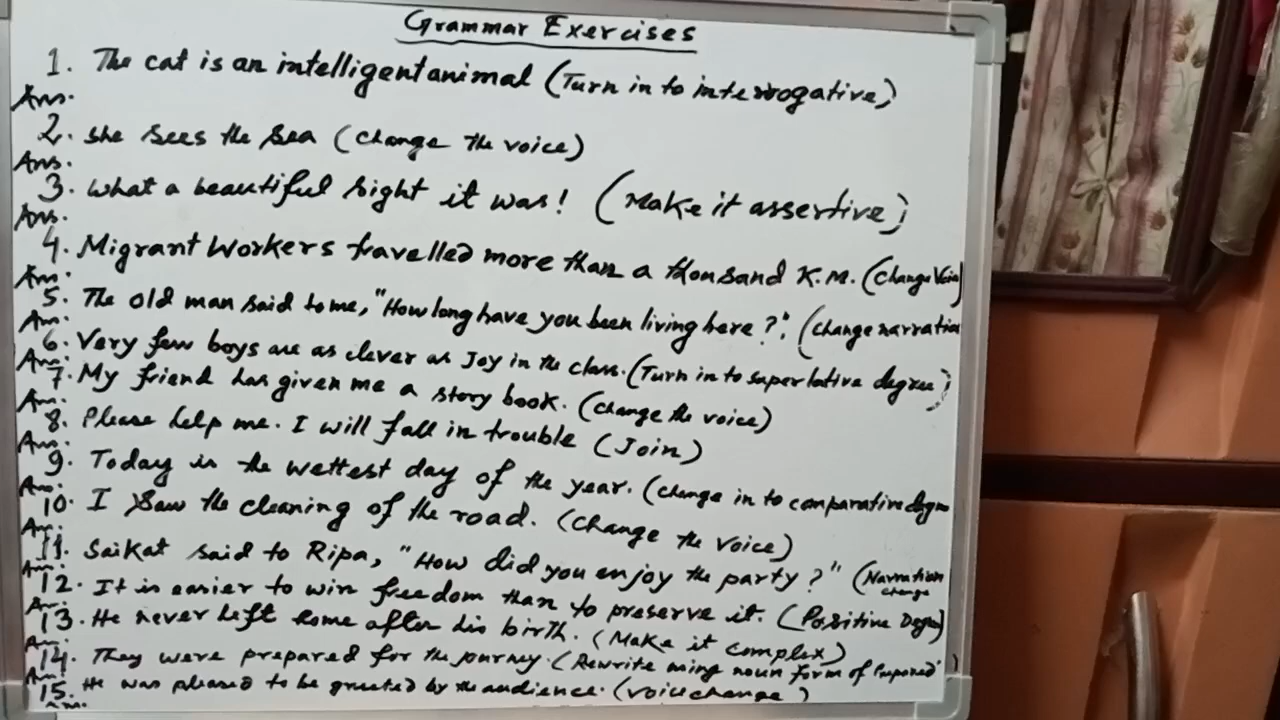 Grammar Exercises
1. The cat is an intelligent animal (Turn in to interrogative)
Ans.
2. She sees the sea (change the voice)
Ans.
3. What a beautiful sight it was! (Make it assertive)
Ans.
4. Migrant Workers travelled more than a thousand K.M. (Change Voice)
Ans.
5. The old man said to me, "How long have you been living here?". (Change narration
Ans:
6. Very few boys are as clever as Joy in the class. (Turn in to superlative degree)
Ans:
7. My friend has given me a story book. (change the voice)
Ans:
8. Please help me. I will fall in trouble (Join)
Ans:
9. Today is the wettest day of the year. (change in to comparative degree
Ans:
10. I saw the cleaning of the road. (change the voice)
Ans:
11. Saikat said to Ripa, "How did you enjoy the party?" (Narration change
Ans:
12. It is easier to win freedom than to preserve it. (Possitive Degree)
Ans:
13. He never left home after his birth. (Make it complex)
Ans:
14. They were prepared for the journey. (Rewrite using noun form of 'prepared')
Ans:
15. He was pleased to be greeted by the audience. (voice change)
Ans.